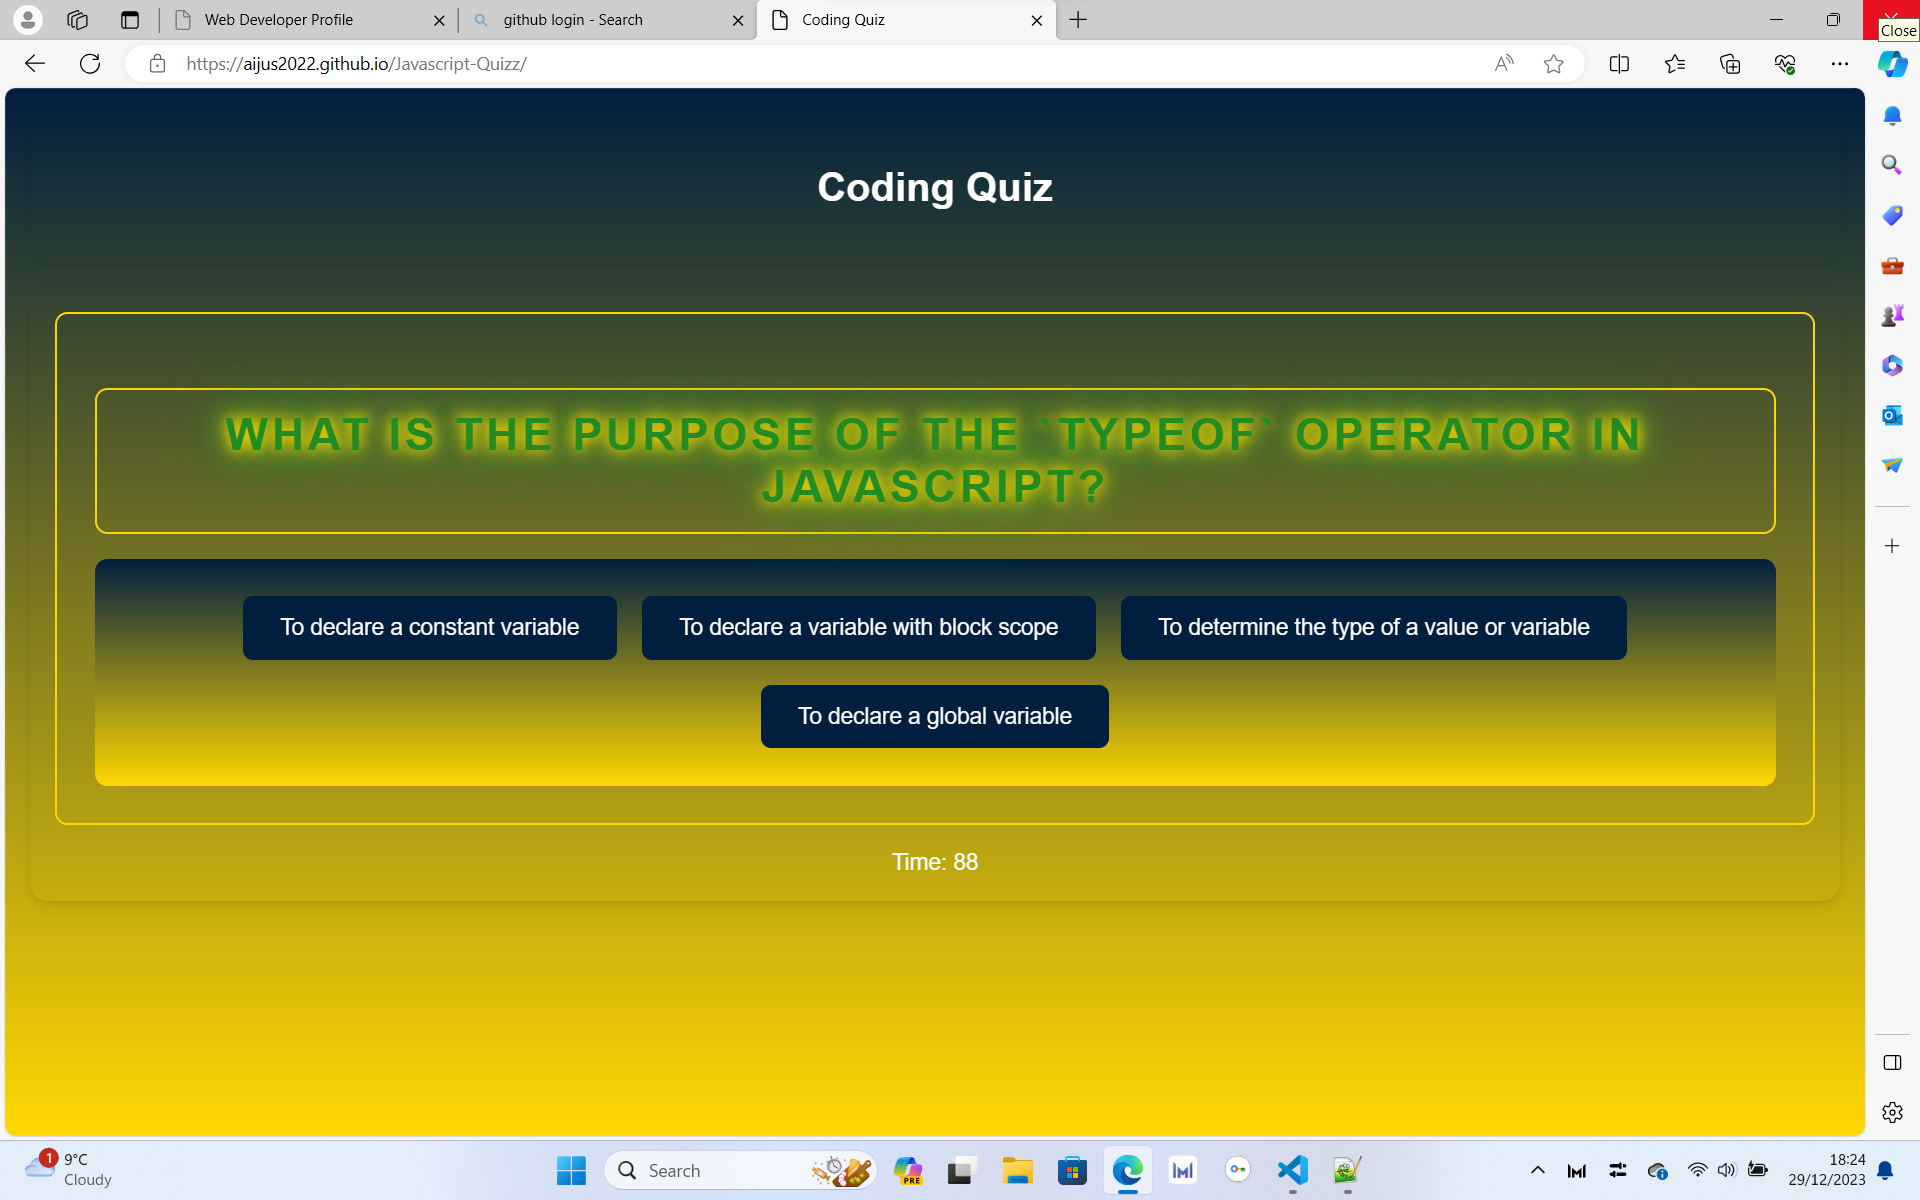 Web Developer Profile
github login - Search
Coding Quiz
Close
https://aijus2022.github.io/Javascript-Quizz/
Coding Quiz
WHAT IS THE PURPOSE OF THE `TYPEOF` OPERATOR IN
JAVASCRIPT?
To declare a constant variable
To declare a variable with block scope
To determine the type of a value or variable
To declare a global variable
Time: 88
1
9°C
Cloudy
Search
PRE
18:24
29/12/2023